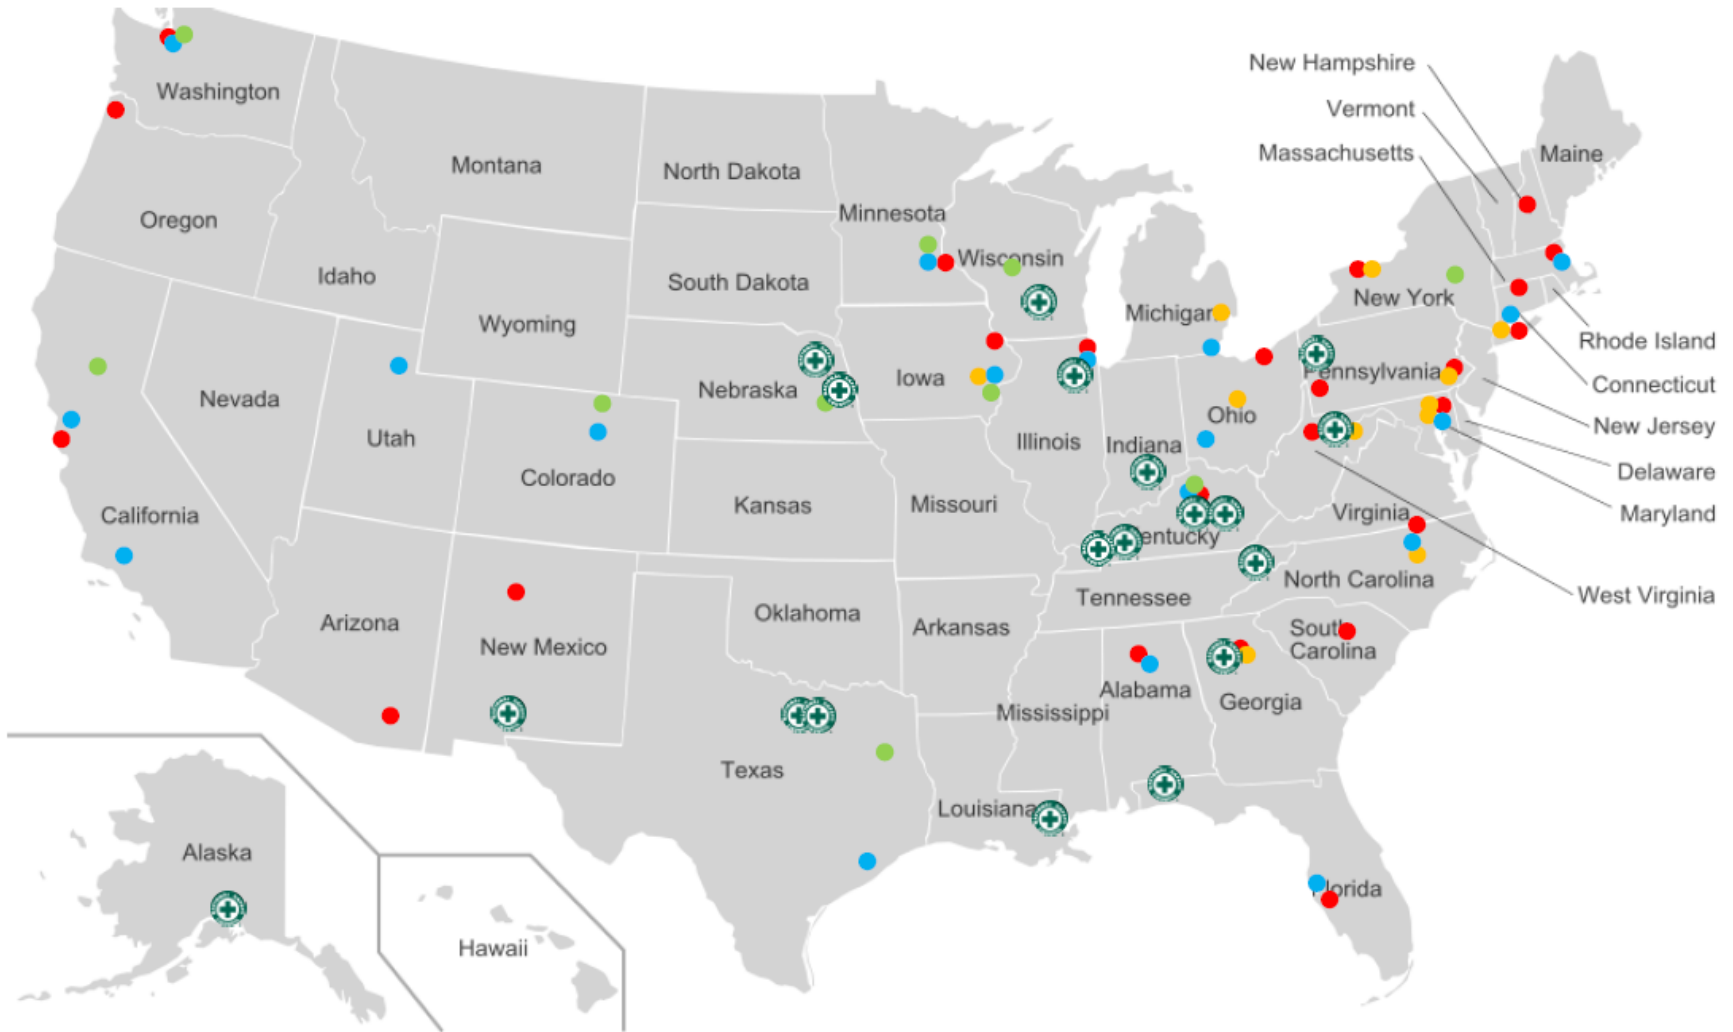 New Hampshire
Washington
Vermont
Massachusetts
Maine
Montana
North Dakota
Oregon
Minnesota
Wisconsin
Idaho
South Dakota
New York
Michigan
Wyoming
Rhode Island
Pennsylvania
Iowa
Connecticut
Nebraska
Nevada
Ohio
New Jersey
Utah
Illinois
Indiana
Delaware
Colorado
Kansas
Missouri
Virginia
Maryland
California
entucky
North Carolina
West Virginia
Tennessee
Oklahoma
Arizona
Arkansas
South
Carolina
New Mexico
Alabama
Georgia
Mississippi
Texas
Louisiana
Alaska
Florida
Hawaii